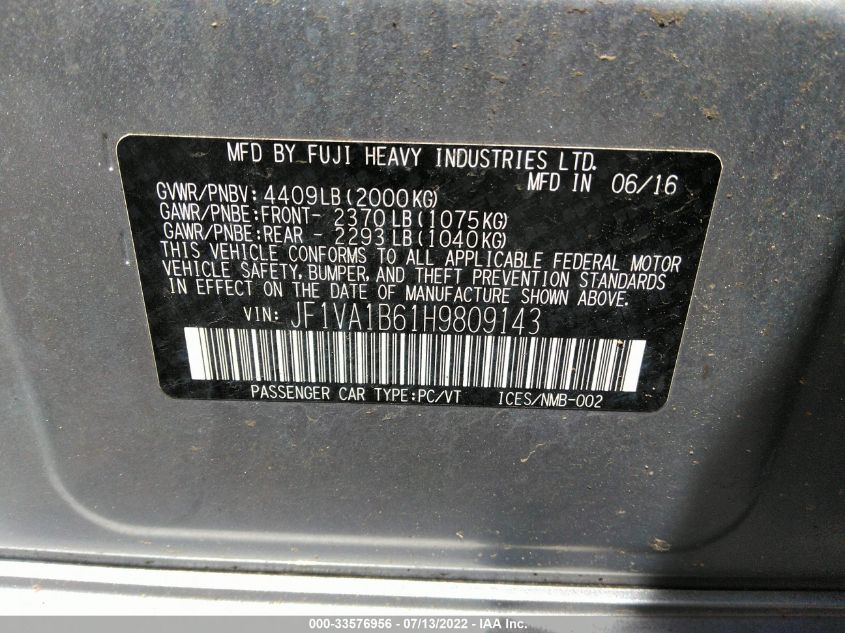 MFD BY FUJI HEAVY INDUSTRIES LTD.
MFD IN 06/16
GVWR/PNBV: 4409LB(2000KG)
GAWR/PNBE:FRONT- 2370LB(1075KG)
GAWR/PNBE:REAR - 2293LB(1040KG)
THIS VEHICLE CONFORMS TO ALL APPLICABLE FEDERAL MOTOR
VEHICLE SAFETY, BUMPER, AND THEFT PREVENTION STANDARDS
IN EFFECT ON THE DATE OF MANUFACTURE SHOWN ABOVE.
VIN: JF1VA1B61H9809143
PASSENGER CAR TYPE:PC/VT ICES/NMB-002
000-33576956 - 07/13/2022 - IAA Inc.